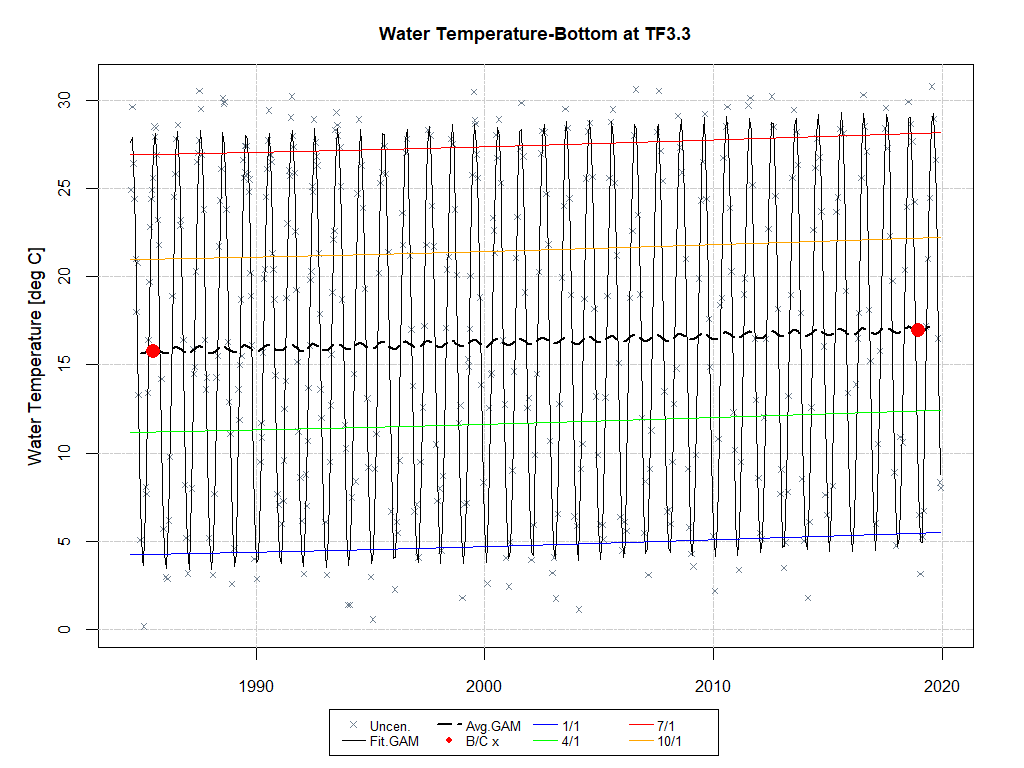 Water Temperature-Bottom at TF3.3
Water Temperature [deg C]
30
25
20
15
10
5
0
1990 2000 2010 2020
Uncen. Avg.GAM 1/1 7/1
Fit.GAM B/C x 4/1 10/1